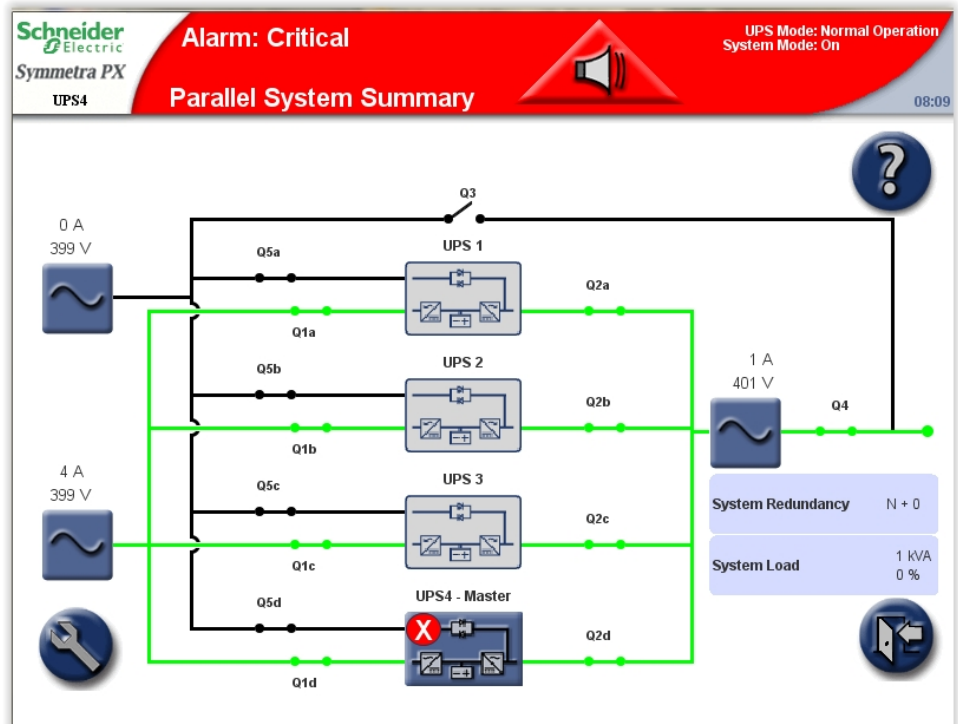 Schneider
Electric
Symmetra PX
UPS4
Alarm: Critical
Parallel System Summary
UPS Mode: Normal Operation
System Mode: On
08:09
?
Q3
0 A
399 V
Q5a
UPS 1
Q2a
Q1a
Q5b
UPS 2
Q2b
Q1b
1 A
401 V
Q4
4 A
399 V
Q5c
UPS 3
Q2c
Q1c
System Redundancy N + 0
System Load 1 kVA
0 %
Q5d
UPS4 - Master
X
Q2d
Q1d